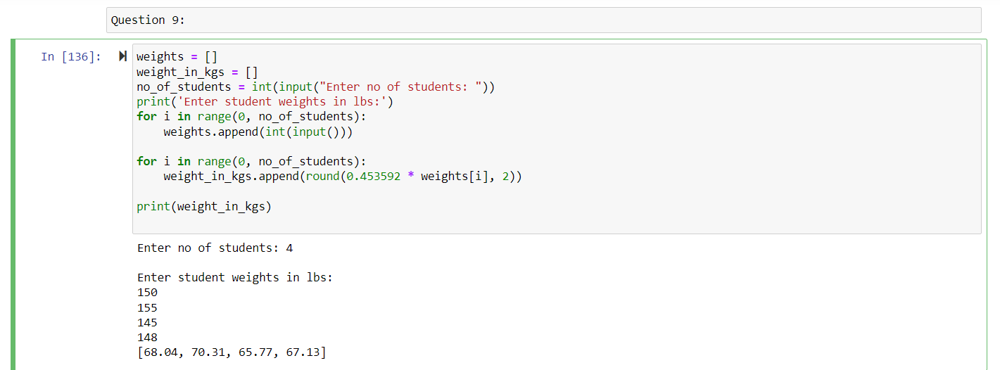 Question 9:
In [136]:
weights = []
weight_in_kgs = []
no_of_students = int(input("Enter no of students: "))
print('Enter student weights in lbs:')
for i in range(0, no_of_students):
    weights.append(int(input()))

for i in range(0, no_of_students):
    weight_in_kgs.append(round(0.453592 * weights[i], 2))

print(weight_in_kgs)

Enter no of students: 4

Enter student weights in lbs:
150
155
145
148
[68.04, 70.31, 65.77, 67.13]